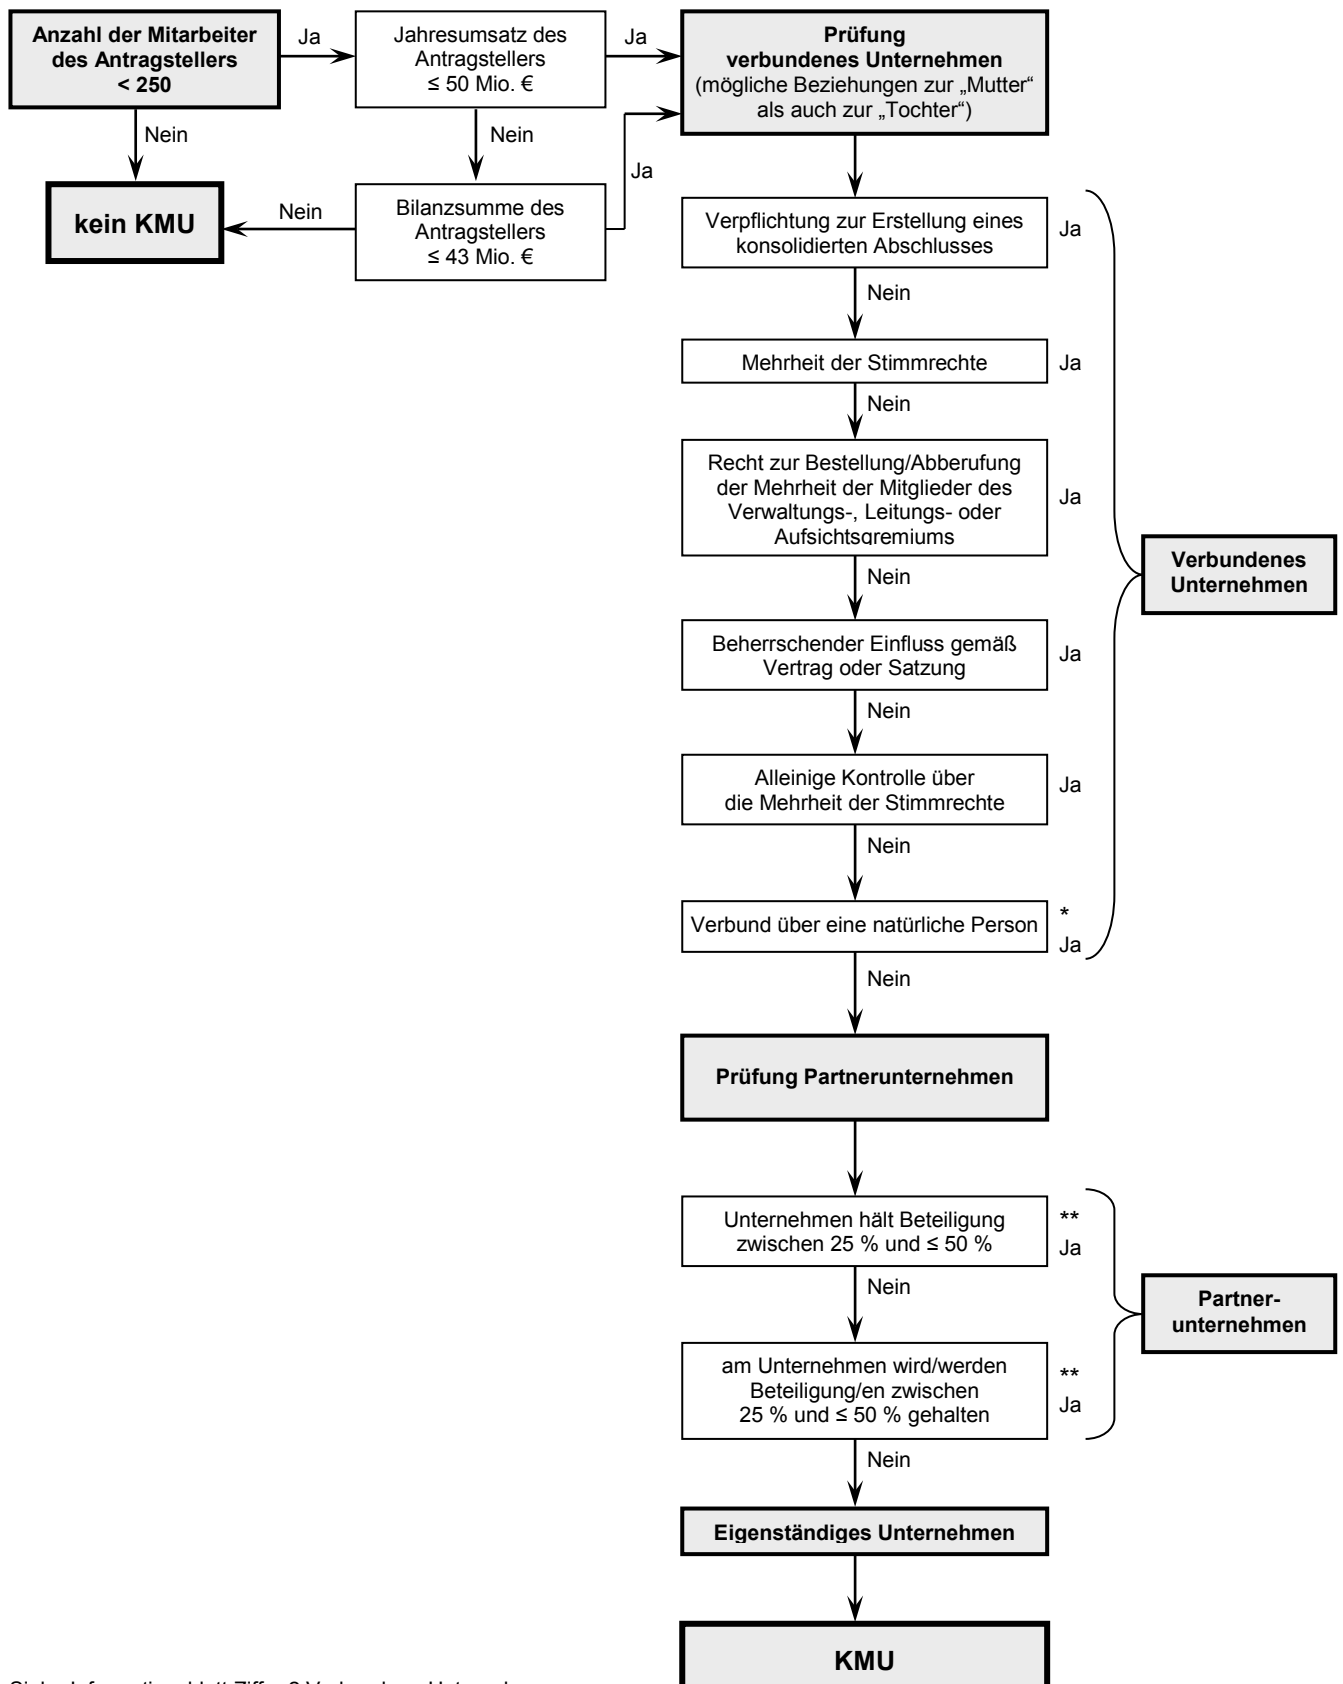 Anzahl der Mitarbeiter
des Antragstellers
< 250
Ja
Jahresumsatz des
Antragstellers
≤ 50 Mio. €
Ja
Prüfung
verbundenes Unternehmen
(mögliche Beziehungen zur „Mutter“
als auch zur „Tochter“)
Nein
Nein
Ja
kein KMU
Nein
Bilanzsumme des
Antragstellers
≤ 43 Mio. €
Verpflichtung zur Erstellung eines
konsolidierten Abschlusses
Ja
Nein
Mehrheit der Stimmrechte
Ja
Nein
Recht zur Bestellung/Abberufung
der Mehrheit der Mitglieder des
Verwaltungs-, Leitungs- oder
Aufsichtsgremiums
Ja
Nein
Verbundenes
Unternehmen
Beherrschender Einfluss gemäß
Vertrag oder Satzung
Ja
Nein
Alleinige Kontrolle über
die Mehrheit der Stimmrechte
Ja
Nein
Verbund über eine natürliche Person
*
Ja
Nein
Prüfung Partnerunternehmen
Unternehmen hält Beteiligung
zwischen 25 % und ≤ 50 %
**
Ja
Nein
Partner-
unternehmen
am Unternehmen wird/werden
Beteiligung/en zwischen
25 % und ≤ 50 % gehalten
**
Ja
Nein
Eigenständiges Unternehmen
KMU